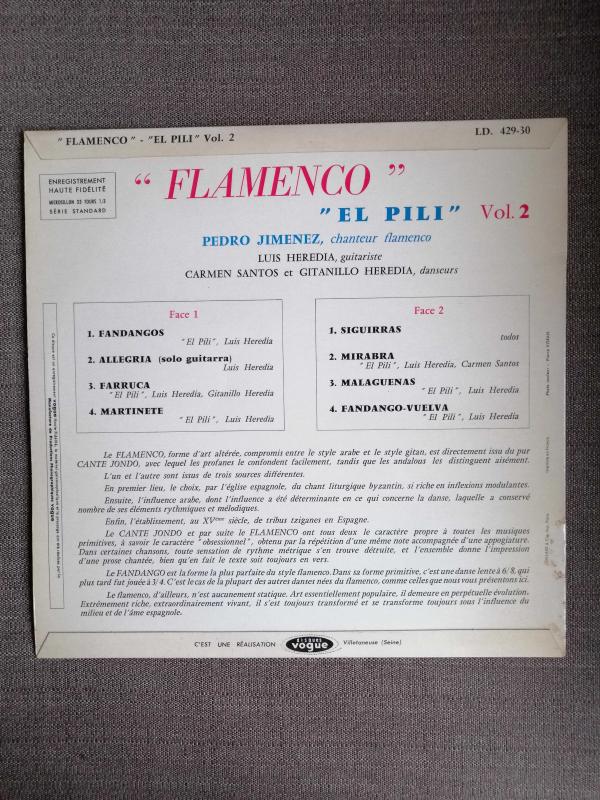 " FLAMENCO " - "EL PILI" Vol. 2
LD. 429-30
ENREGISTREMENT
HAUTE FIDÉLITÉ
MICROSILLON 33 TOURS 1/3
SÉRIE STANDARD
" FLAMENCO "
"EL PILI" Vol. 2
PEDRO JIMENEZ, chanteur flamenco
LUIS HEREDIA, guitariste
CARMEN SANTOS et GITANILLO HEREDIA, danseurs
Face 1
1. FANDANGOS
"El Pili", Luis Heredia
2. ALLEGRIA (solo guitarra)
Luis Heredia
3. FARRUCA
"El Pili", Luis Heredia, Gitanillo Heredia
4. MARTINETE
"El Pili", Luis Heredia
Face 2
1. SIGUIRRAS
todos
2. MIRABRA
"El Pili", Luis Heredia, Carmen Santos
3. MALAGUENAS
"El Pili", Luis Heredia
4. FANDANGO-VUELVA
"El Pili", Luis Heredia
Le FLAMENCO, forme d'art altérée, compromis entre le style arabe et le style gitan, est directement issu du pur
CANTE JONDO, avec lequel les profanes le confondent facilement, tandis que les andalous les distinguent aisément.
L'un et l'autre sont issus de trois sources différentes.
En premier lieu, le choix, par l'église espagnole, du chant liturgique byzantin, si riche en inflexions modulantes.
Ensuite, l'influence arabe, dont l'influence a été déterminante en ce qui concerne la danse, laquelle a conservé
nombre de ses éléments rythmiques et mélodiques.
Enfin, l'établissement, au XVème siècle, de tribus tziganes en Espagne.
Le CANTE JONDO et par suite le FLAMENCO ont tous deux le caractère propre à toutes les musiques
primitives, à savoir le caractère "obsessionnel", obtenu par la répétition d'une même note accompagnée d'une appogiature.
Dans certaines chansons, toute sensation de rythme métrique s'en trouve détruite, et l'ensemble donne l'impression
d'une prose chantée, bien qu'en fait le texte soit toujours en vers.
Le FANDANGO est la forme la plus parfaite du style flamenco. Dans sa forme primitive, c'est une danse lente à 6/8, qui
plus tard fut jouée à 3/4. C'est le cas de la plupart des autres danses nées du flamenco, comme celles que nous vous présentons ici.
Le flamenco, d'ailleurs, n'est aucunement statique. Art essentiellement populaire, il demeure en perpétuelle évolution.
Extrêmement riche, extraordinairement vivant, il s'est toujours transformé et se transforme toujours sous l'influence du
milieu et de l'âme espagnole.
C'EST UNE RÉALISATION
DISQUES
vogue
Villetaneuse (Seine)